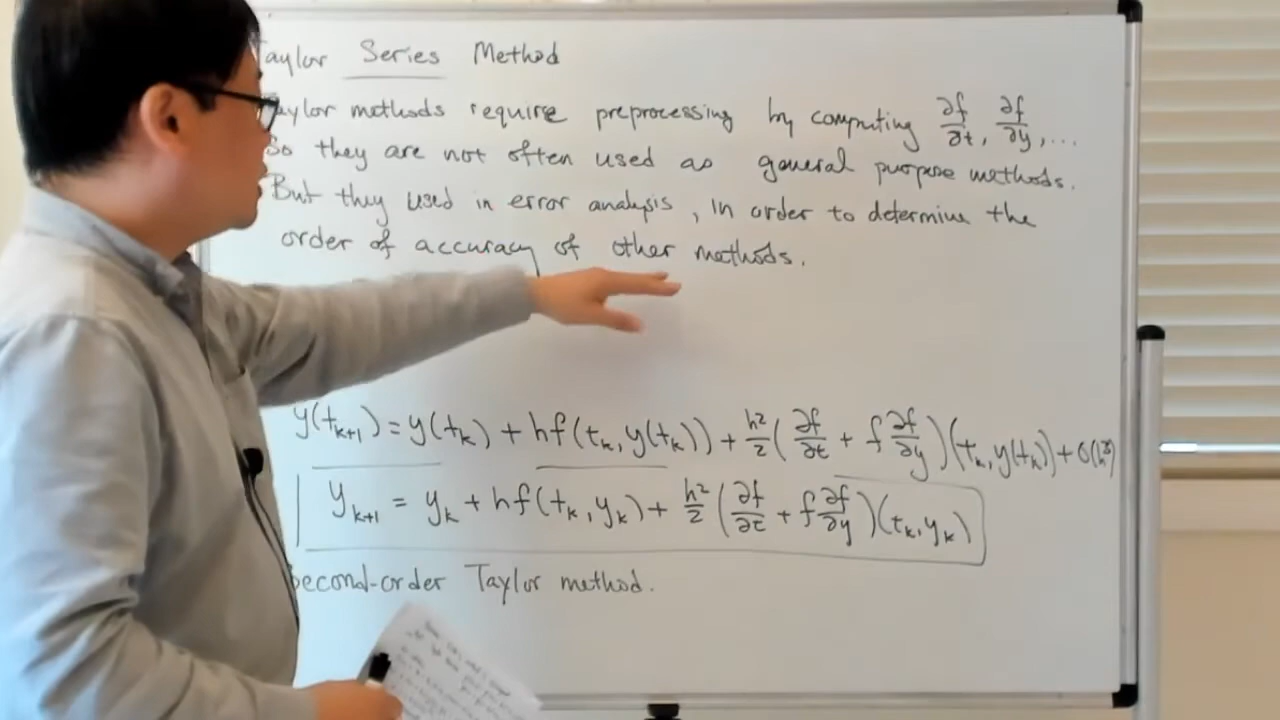 Taylor Series Method
Taylor methods require preprocessing by computing ∂f/∂t, ∂f/∂y, ...
So they are not often used as general purpose methods.
But they used in error analysis, in order to determine the
order of accuracy of other methods.
y(t_{k+1}) = y(t_k) + hf(t_k, y(t_k)) + h²/2 (∂f/∂t + f ∂f/∂y)(t_k, y(t_k)) + O(h³)
y_{k+1} = y_k + hf(t_k, y_k) + h²/2 (∂f/∂t + f ∂f/∂y)(t_k, y_k)
Second-order Taylor method.